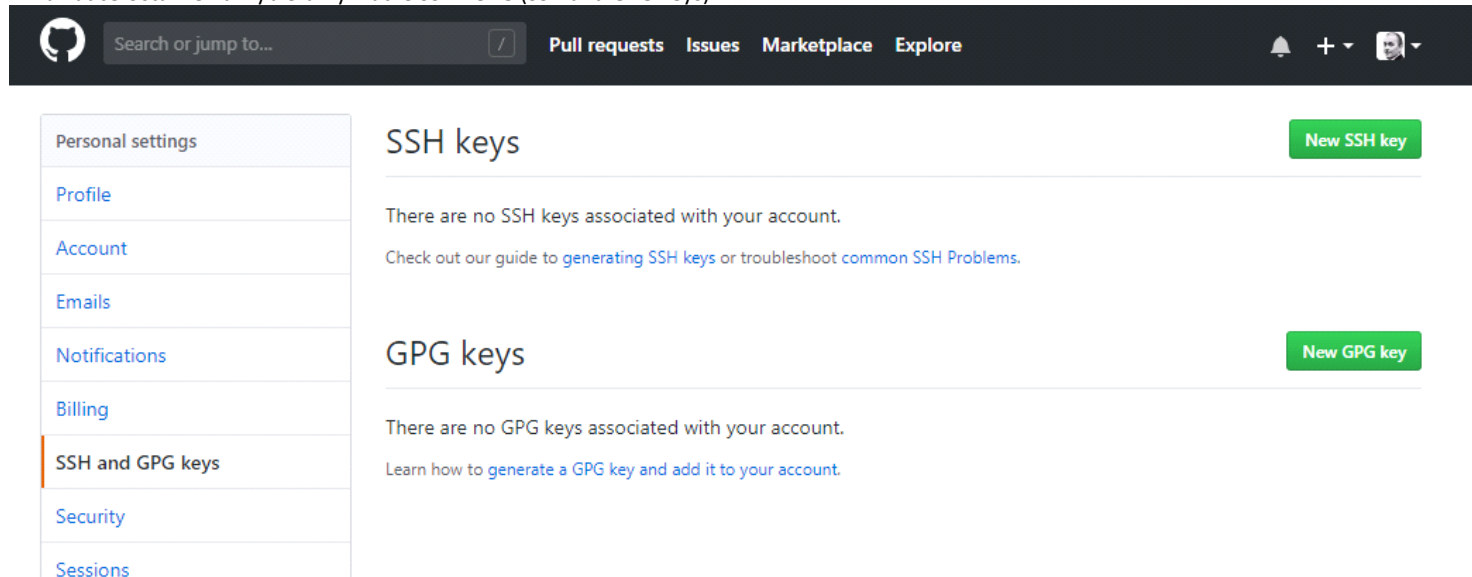 Search or jump to... /
Pull requests Issues Marketplace Explore
Personal settings
Profile
Account
Emails
Notifications
Billing
SSH and GPG keys
Security
Sessions
SSH keys
New SSH key
There are no SSH keys associated with your account.
Check out our guide to generating SSH keys or troubleshoot common SSH Problems.
GPG keys
New GPG key
There are no GPG keys associated with your account.
Learn how to generate a GPG key and add it to your account.